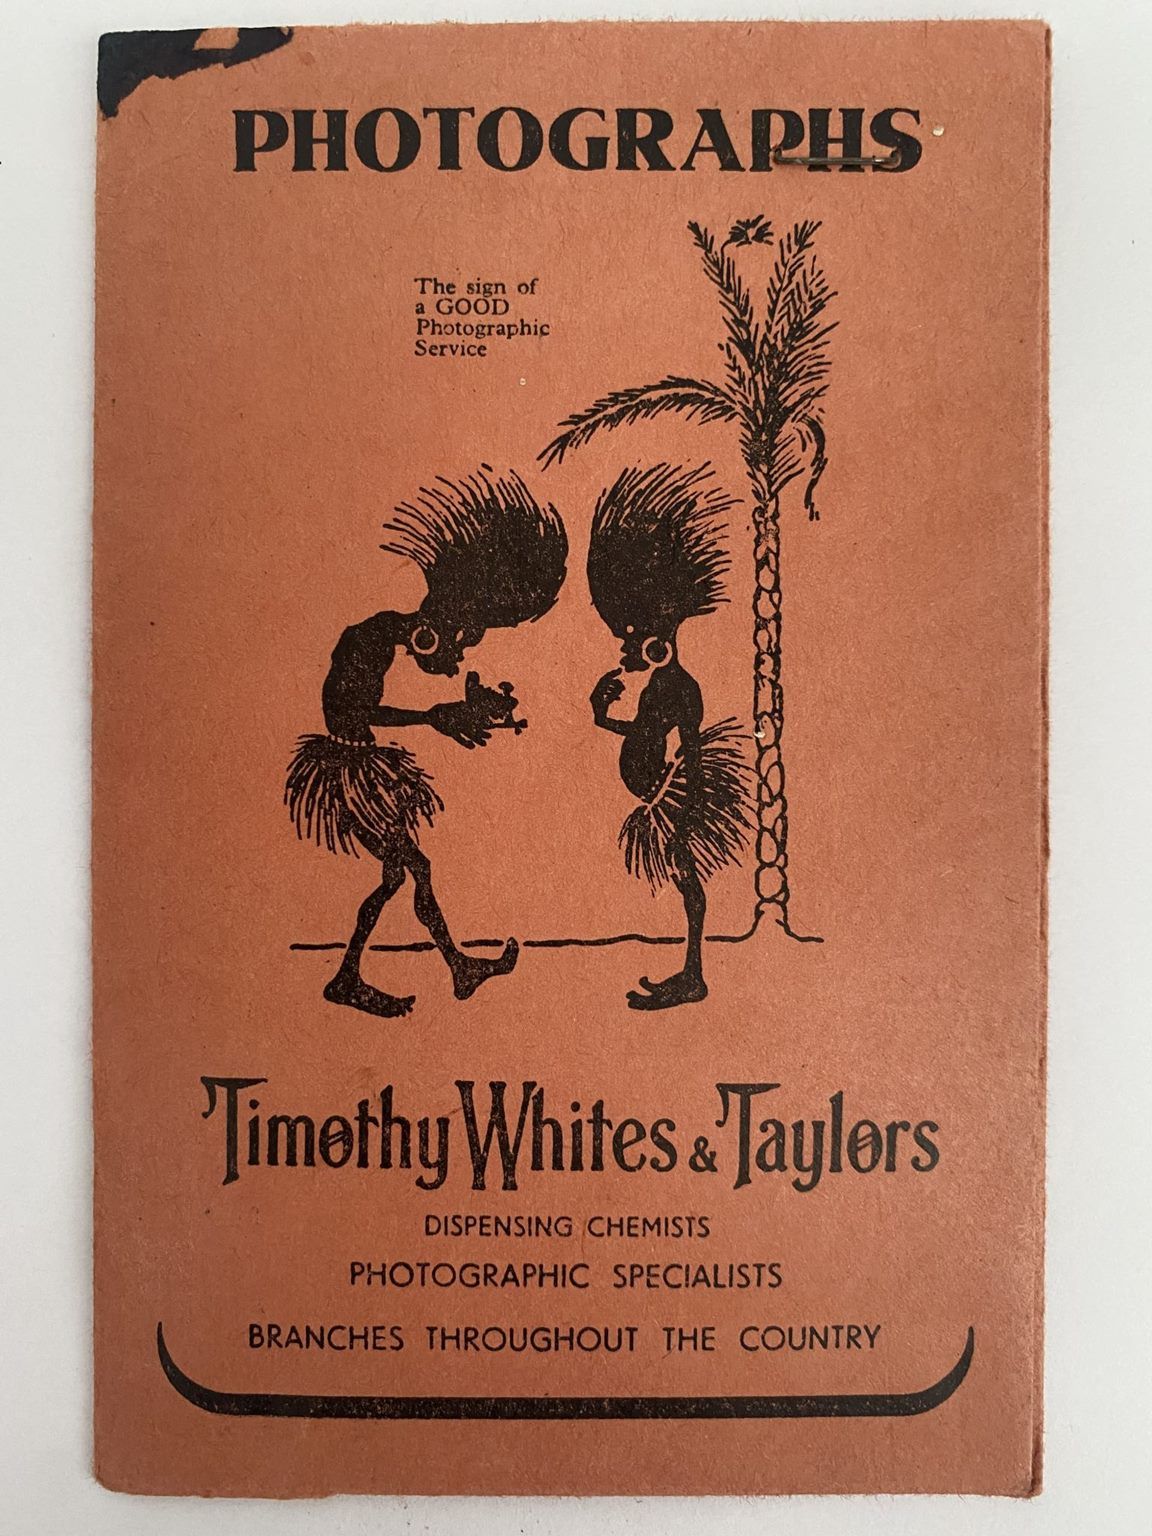 PHOTOGRAPHS
The sign of
a GOOD
Photographic
Service
Timothy Whites & Taylors
DISPENSING CHEMISTS
PHOTOGRAPHIC SPECIALISTS
BRANCHES THROUGHOUT THE COUNTRY